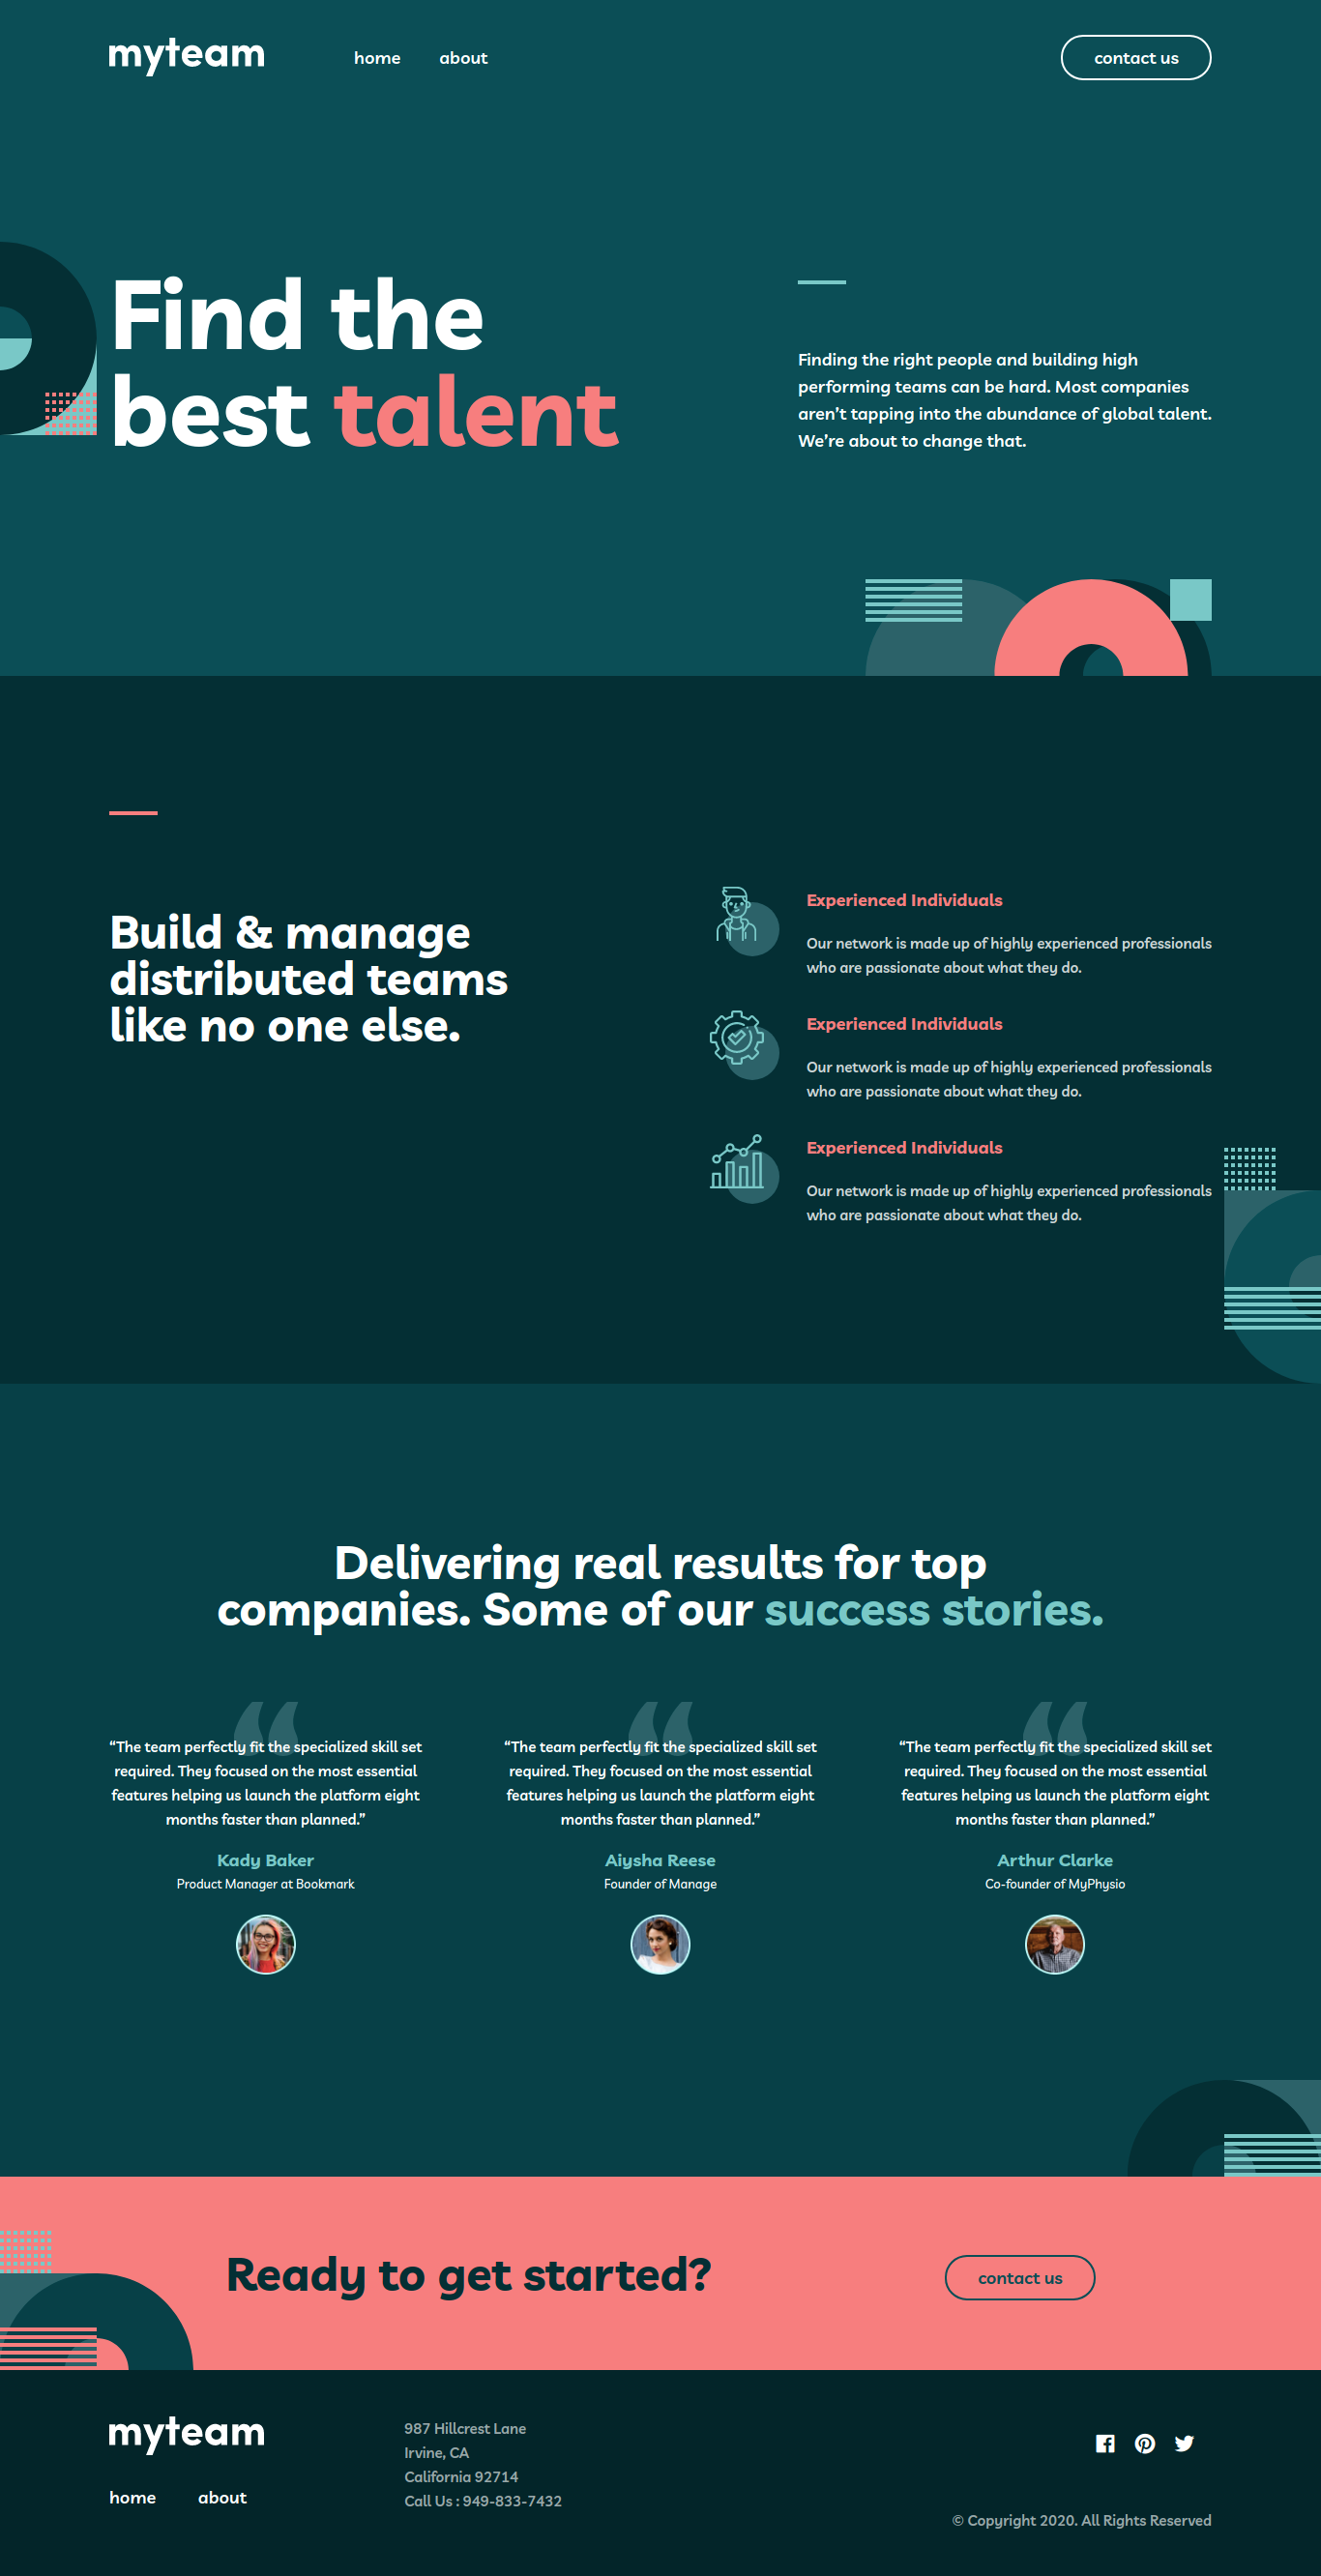 myteam
home
about
contact us
Find the
best talent
Finding the right people and building high
performing teams can be hard. Most companies
aren’t tapping into the abundance of global talent.
We’re about to change that.
Build & manage
distributed teams
like no one else.
Experienced Individuals
Our network is made up of highly experienced professionals
who are passionate about what they do.
Experienced Individuals
Our network is made up of highly experienced professionals
who are passionate about what they do.
Experienced Individuals
Our network is made up of highly experienced professionals
who are passionate about what they do.
Delivering real results for top
companies. Some of our success stories.
“The team perfectly fit the specialized skill set
required. They focused on the most essential
features helping us launch the platform eight
months faster than planned.”
Kady Baker
Product Manager at Bookmark
“The team perfectly fit the specialized skill set
required. They focused on the most essential
features helping us launch the platform eight
months faster than planned.”
Aiysha Reese
Founder of Manage
“The team perfectly fit the specialized skill set
required. They focused on the most essential
features helping us launch the platform eight
months faster than planned.”
Arthur Clarke
Co-founder of MyPhysio
Ready to get started?
contact us
myteam
home
about
987 Hillcrest Lane
Irvine, CA
California 92714
Call Us : 949-833-7432
© Copyright 2020. All Rights Reserved